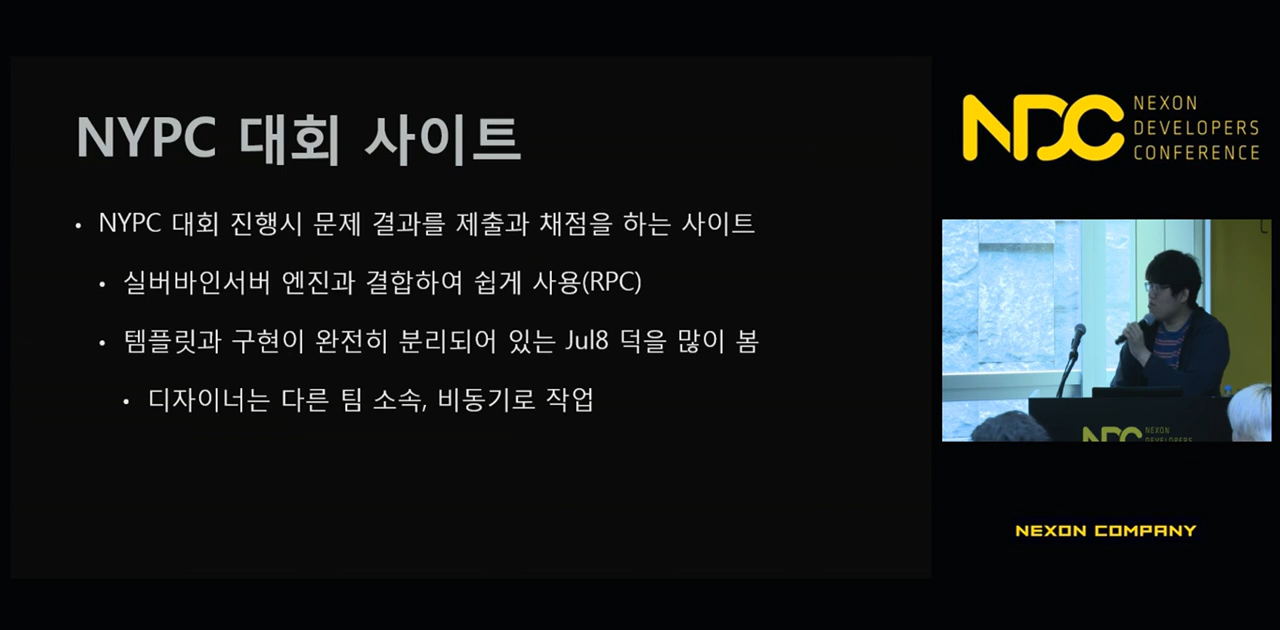 NYPC 대회 사이트
• NYPC 대회 진행시 문제 결과를 제출과 채점을 하는 사이트
• 실버바인서버 엔진과 결합하여 쉽게 사용(RPC)
• 템플릿과 구현이 완전히 분리되어 있는 Jul8 덕을 많이 봄
• 디자이너는 다른 팀 소속, 비동기로 작업
NDC NEXON
DEVELOPERS
CONFERENCE
NDC NEXON
DEVELOPERS
NEXON COMPANY